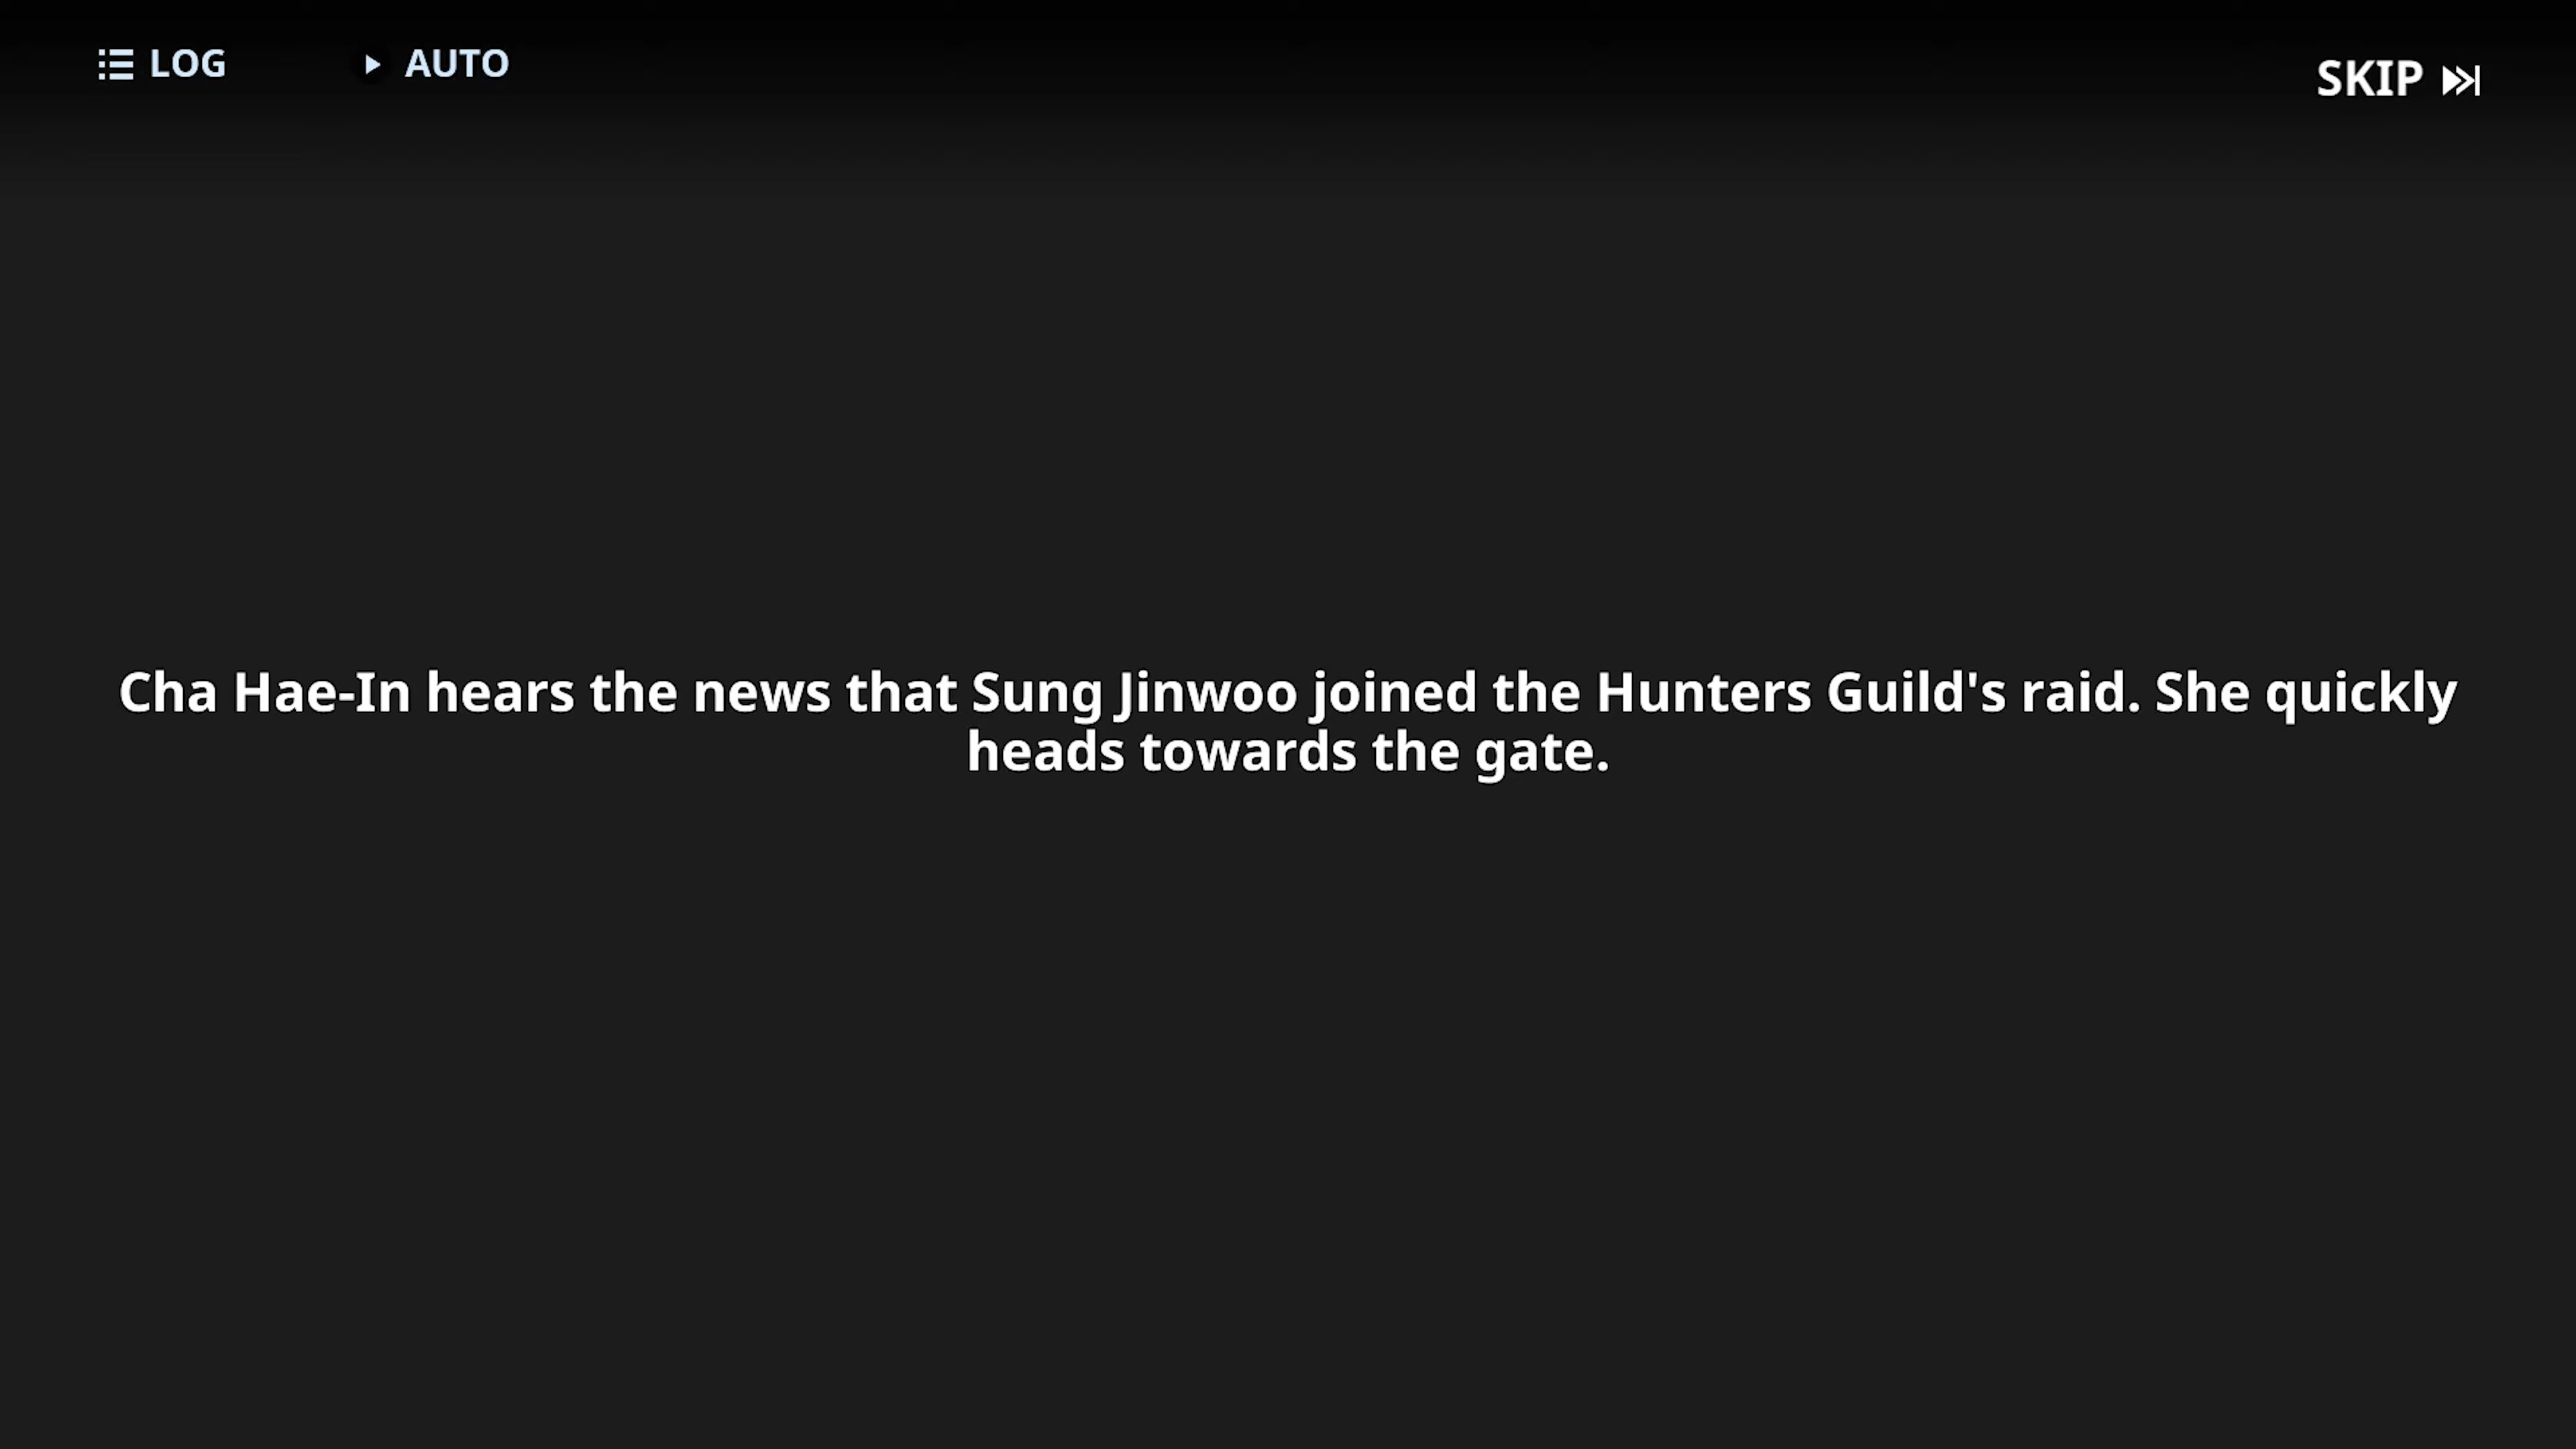 LOG
AUTO
SKIP
Cha Hae-In hears the news that Sung Jinwoo joined the Hunters Guild's raid. She quickly
heads towards the gate.